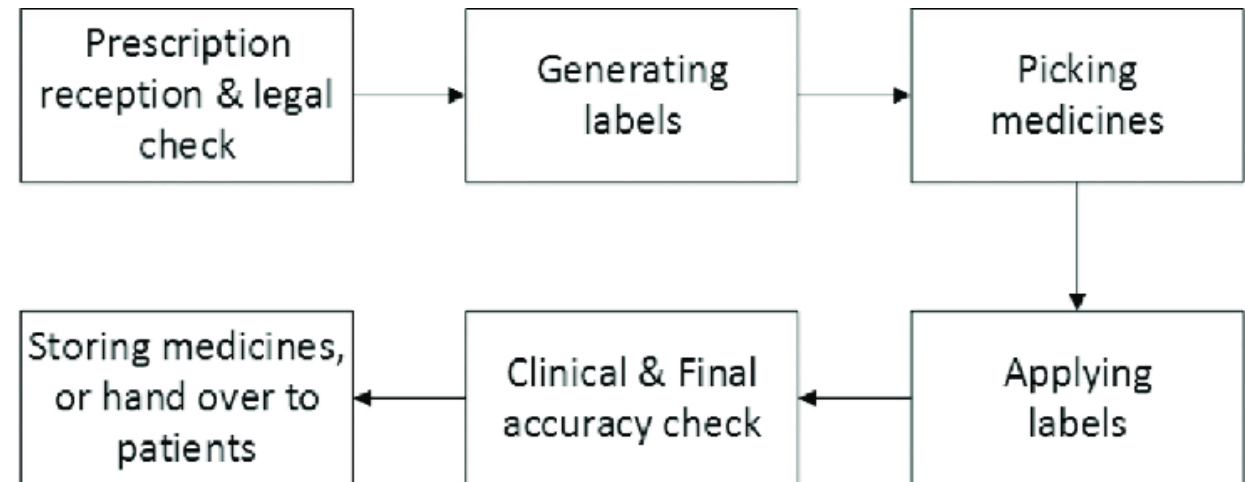 Prescription
reception & legal
check
Generating
labels
Picking
medicines
Storing medicines,
or hand over to
patients
Clinical & Final
accuracy check
Applying
labels